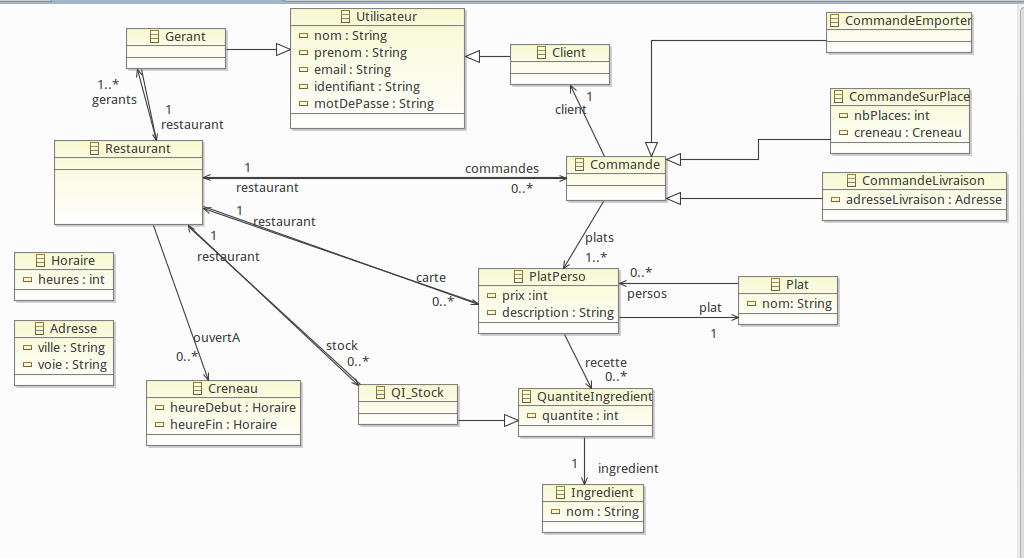 Gerant
Utilisateur
nom : String
prenom : String
email : String
identifiant : String
motDePasse : String
Client
CommandeEmporter
CommandeSurPlace
nbPlaces: int
creneau : Creneau
CommandeLivraison
adresseLivraison : Adresse
1..*
gerants
1
restaurant
1
client
Restaurant
1
restaurant
commandes
0..*
Commande
1
restaurant
1
restaurant
carte
0..*
plats
1..*
Horaire
heures : int
PlatPerso
prix :int
description : String
0..*
persos
plat
1
Plat
nom: String
Adresse
ville : String
voie : String
ouvertA
0..*
stock
0..*
recette
0..*
Creneau
heureDebut : Horaire
heureFin : Horaire
QI_Stock
QuantiteIngredient
quantite : int
1
ingredient
Ingredient
nom : String